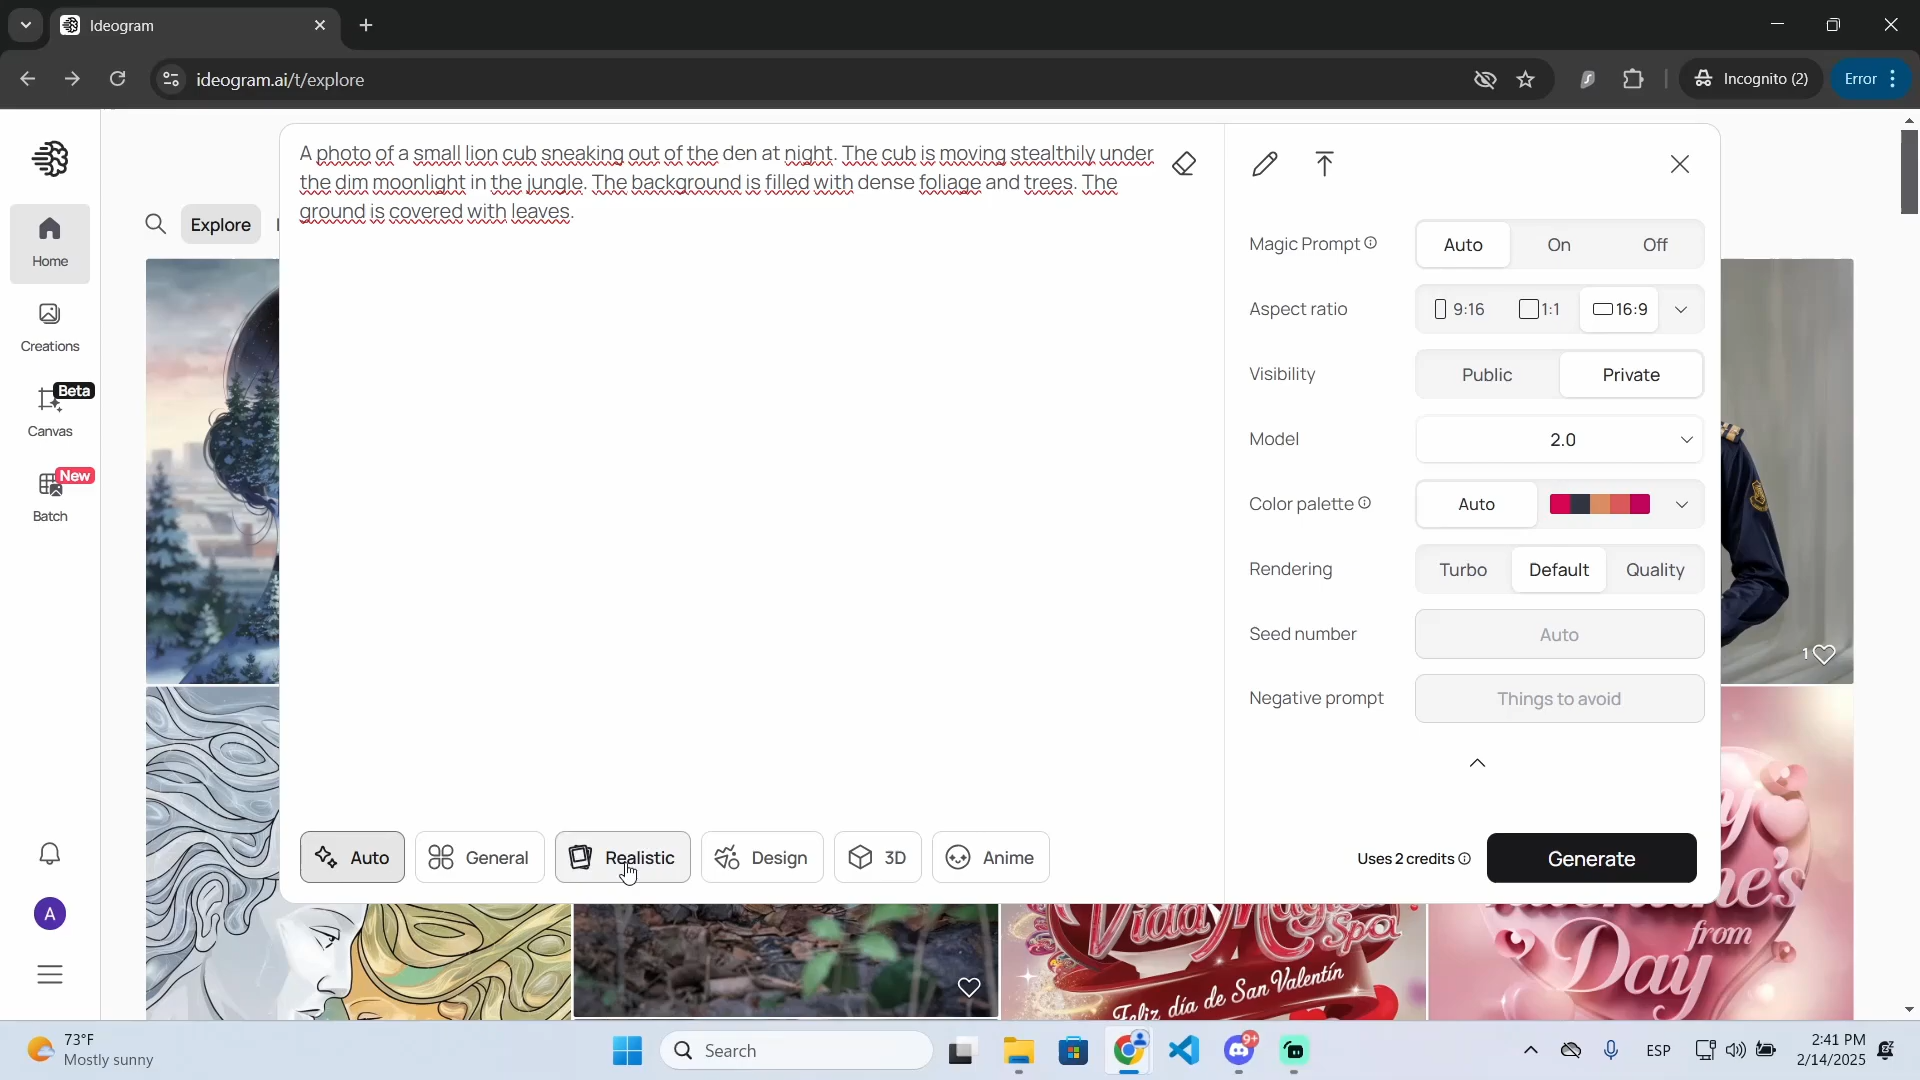 Ideogram
ideogram.ai/t/explore
Incognito (2)
Error
A photo of a small lion cub sneaking out of the den at night. The cub is moving stealthily under
the dim moonlight in the jungle. The background is filled with dense foliage and trees. The
ground is covered with leaves.
Explore
Home
Creations
Beta
Canvas
New
Batch
A
Magic Prompt
Auto
On
Off
Aspect ratio
9:16
1:1
16:9
Visibility
Public
Private
Model
2.0
Color palette
Auto
Rendering
Turbo
Default
Quality
Seed number
Auto
Negative prompt
Things to avoid
1
Auto
General
Realistic
Design
3D
Anime
Uses 2 credits
Generate
Spa
Feliz día de San Valentín
Valentine's
from
Day
73°F
Mostly sunny
Search
9+
ESP
2:41 PM
2/14/2025